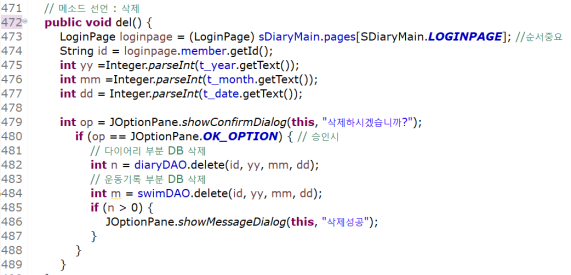 471 // 메소드 선언 : 삭제
472 public void del() {
473 LoginPage loginpage = (LoginPage) sDiaryMain.pages[SDiaryMain.LOGINPAGE]; //순서중요
474 String id = loginpage.member.getId();
475 int yy =Integer.parseInt(t_year.getText());
476 int mm =Integer.parseInt(t_month.getText());
477 int dd = Integer.parseInt(t_date.getText());
478
479 int op = JOptionPane.showConfirmDialog(this, "삭제하시겠습니까?");
480 if (op == JOptionPane.OK_OPTION) { // 승인시
481 // 다이어리 부분 DB 삭제
482 int n = diaryDAO.delete(id, yy, mm, dd);
483 // 운동기록 부분 DB 삭제
484 int m = swimDAO.delete(id, yy, mm, dd);
485 if (n > 0) {
486 JOptionPane.showMessageDialog(this, "삭제성공");
487 }
488 }
489 }